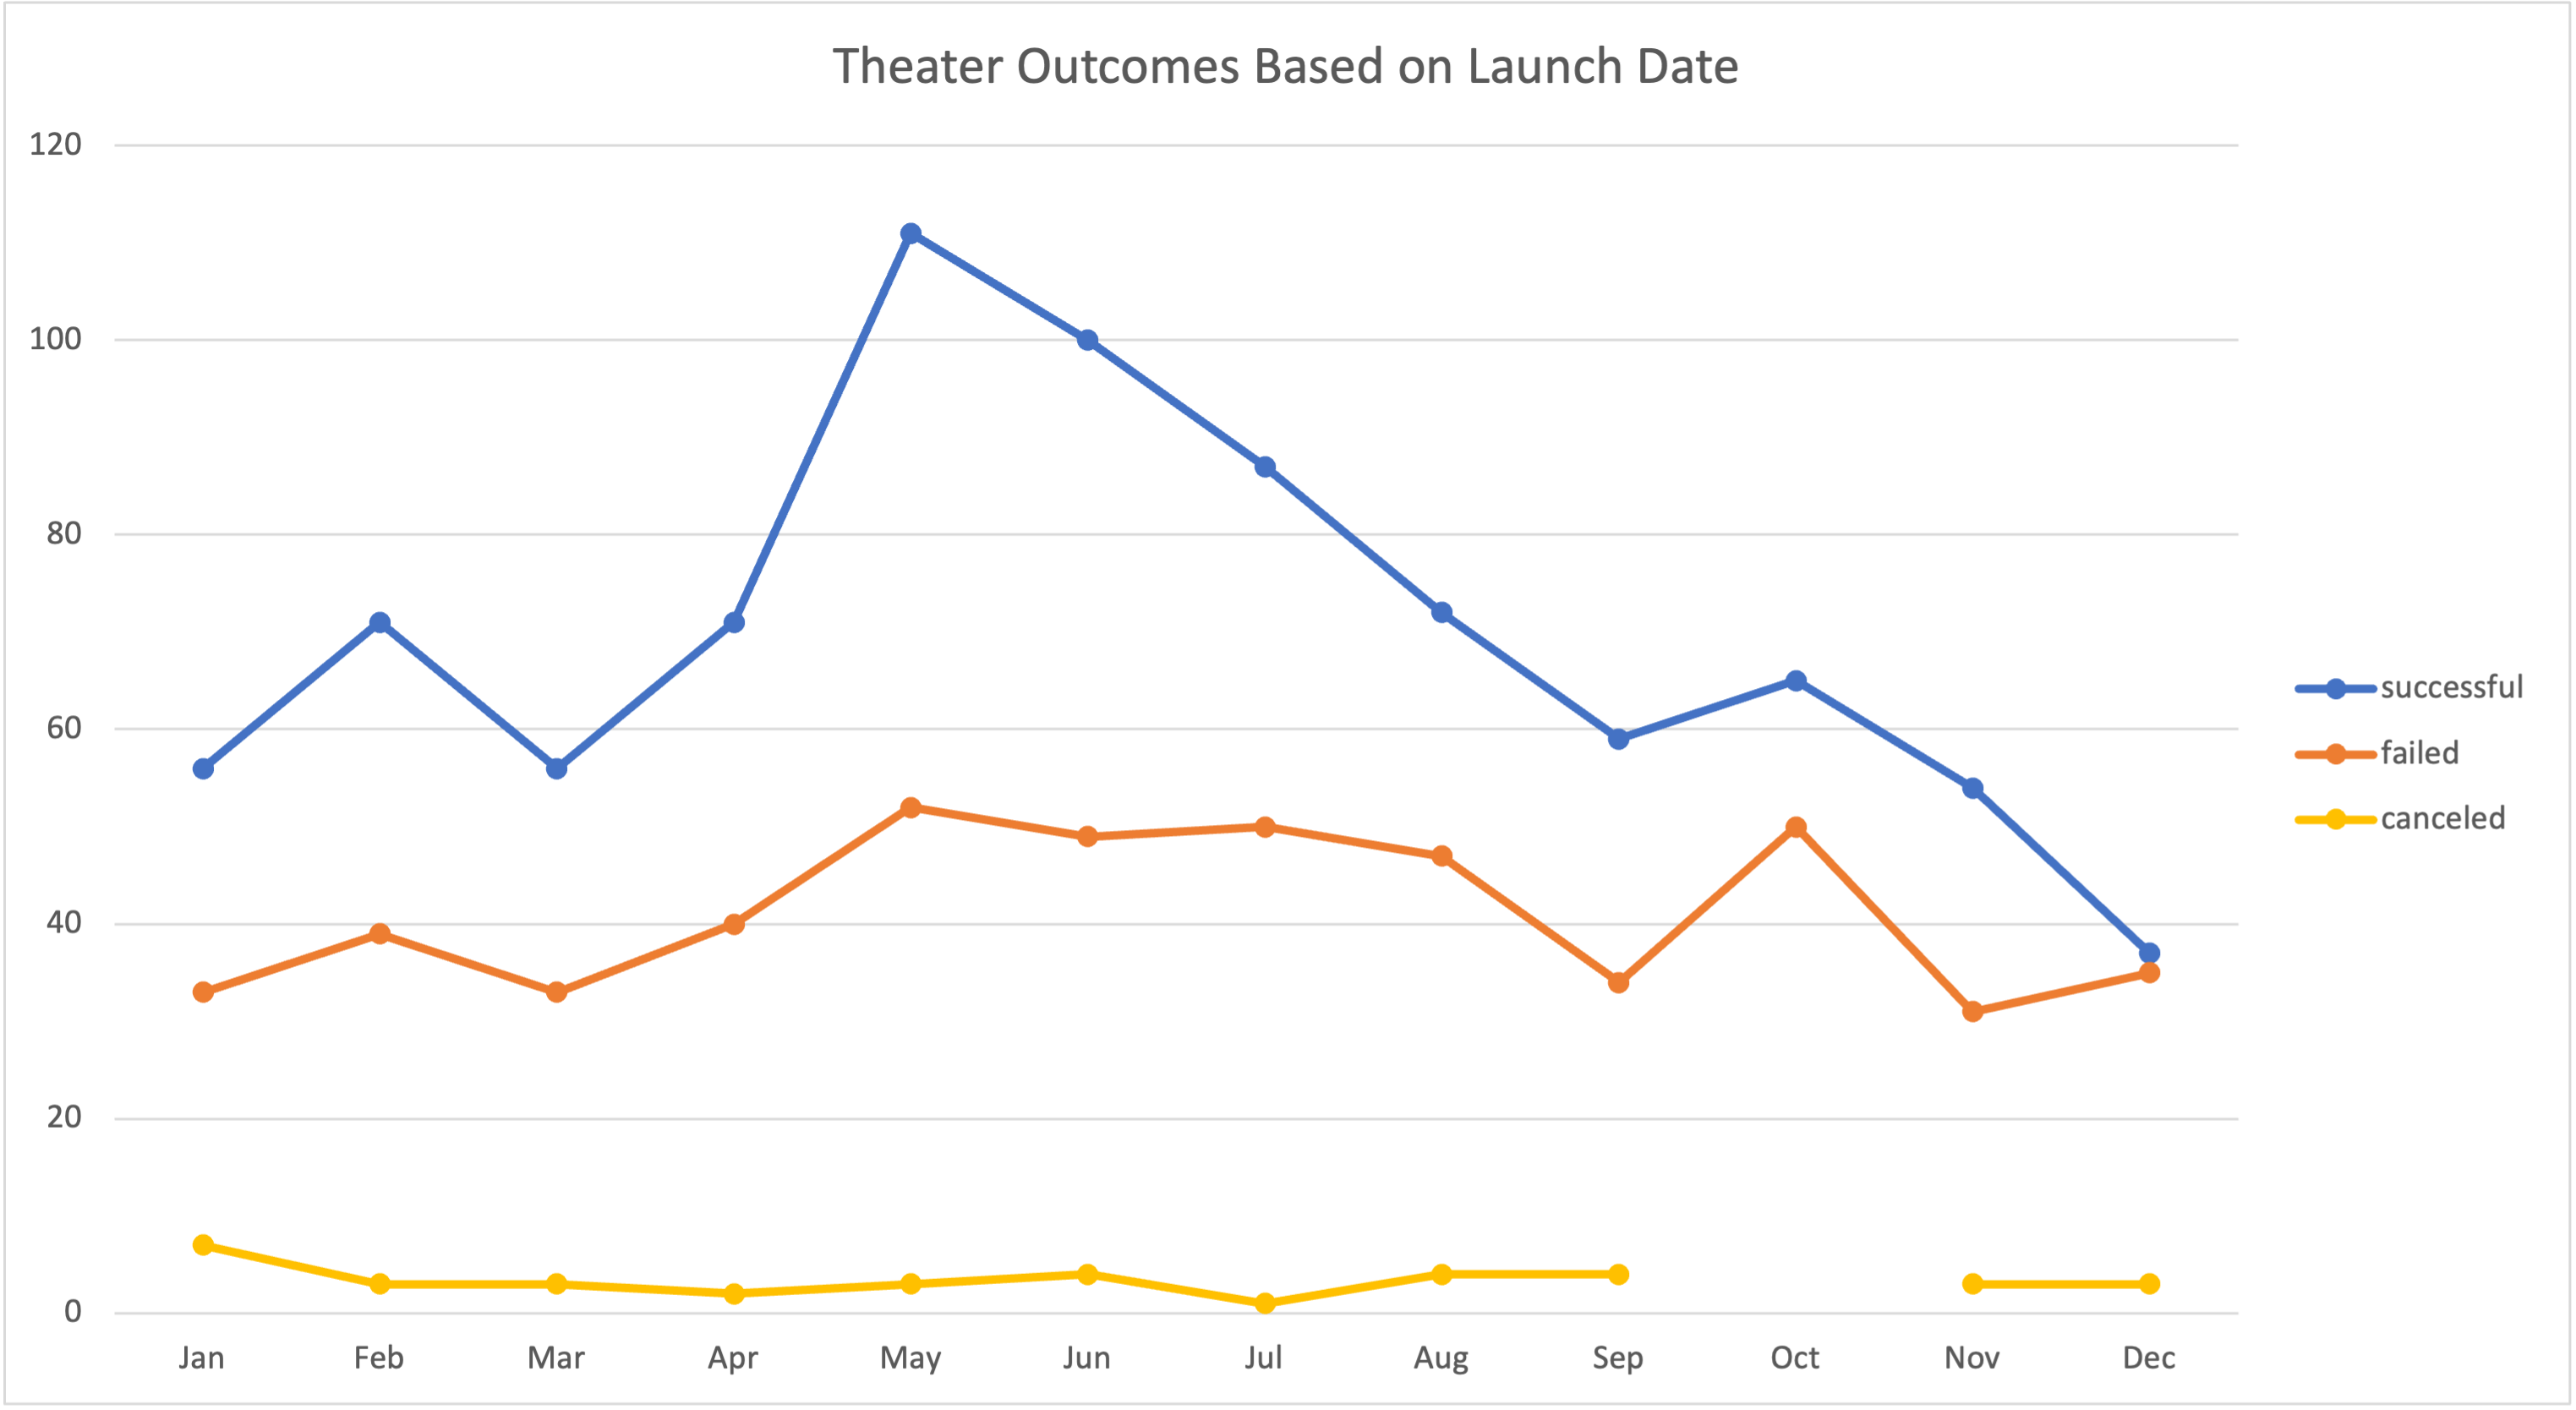 Theater Outcomes Based on Launch Date
120
100
80
60
40
20
0
Jan Feb Mar Apr May Jun Jul Aug Sep Oct Nov Dec
successful
failed
canceled